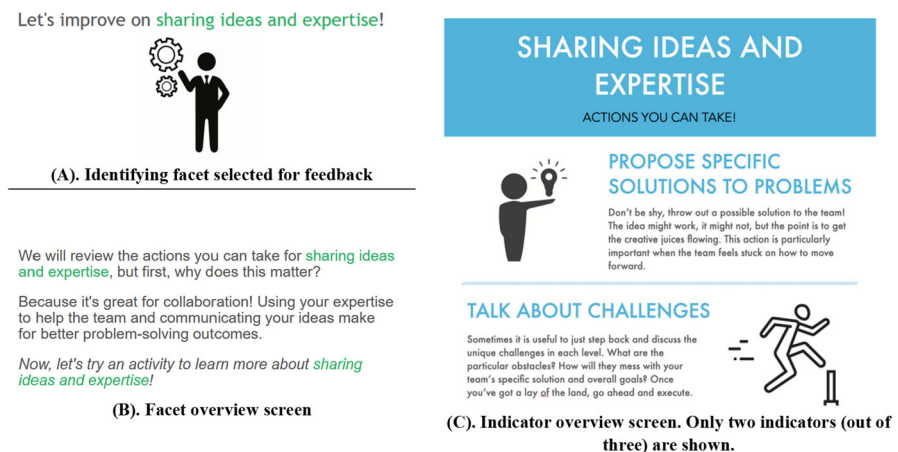 Let's improve on sharing ideas and expertise!
(A). Identifying facet selected for feedback
We will review the actions you can take for sharing ideas
and expertise, but first, why does this matter?
Because it's great for collaboration! Using your expertise
to help the team and communicating your ideas make
for better problem-solving outcomes.
Now, let's try an activity to learn more about sharing
ideas and expertise!
(B). Facet overview screen
SHARING IDEAS AND
EXPERTISE
ACTIONS YOU CAN TAKE!
PROPOSE SPECIFIC
SOLUTIONS TO PROBLEMS
Don't be shy, throw out a possible solution to the team!
The idea might work, it might not, but the point is to get
the creative juices flowing. This action is particularly
important when the team feels stuck on how to move
forward.
TALK ABOUT CHALLENGES
Sometimes it is useful to just step back and discuss the
unique challenges in each level. What are the
particular obstacles? How will they mess with your
team's specific solution and overall goals? Once
you've got a lay of the land, go ahead and execute.
(C). Indicator overview screen. Only two indicators (out of
three) are shown.